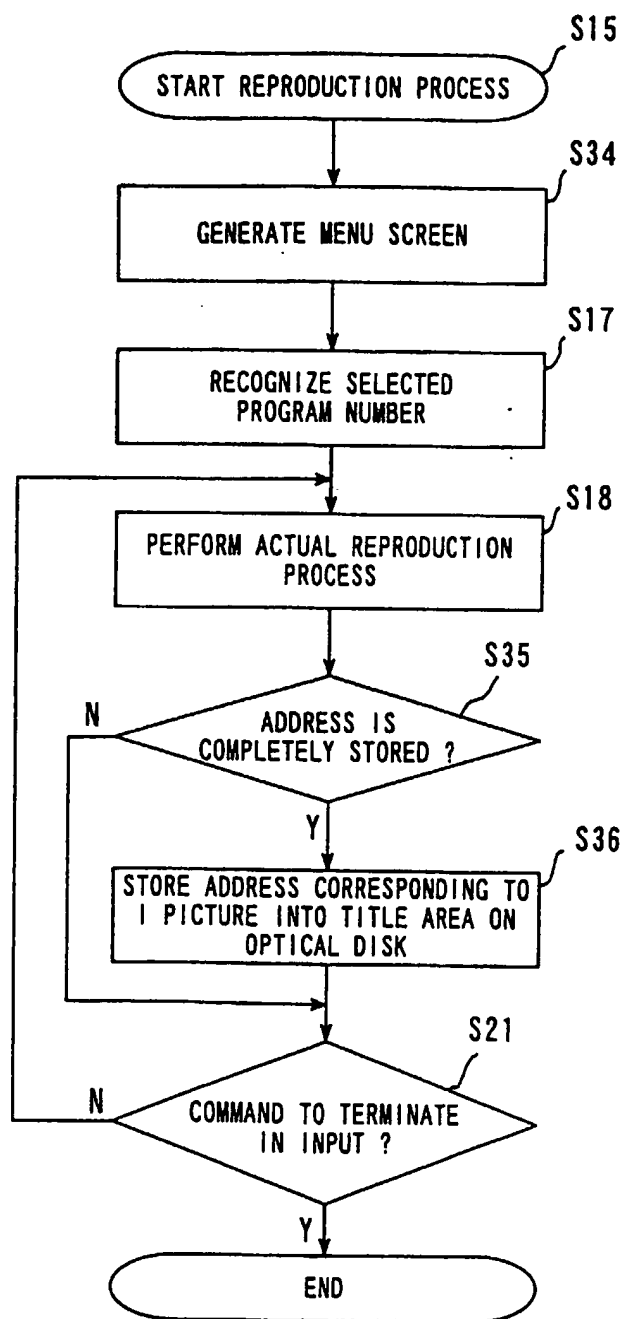 S15
START REPRODUCTION PROCESS
S34
GENERATE MENU SCREEN
S17
RECOGNIZE SELECTED
PROGRAM NUMBER
S18
PERFORM ACTUAL REPRODUCTION
PROCESS
S35
N
ADDRESS IS
COMPLETELY STORED ?
Y
S36
STORE ADDRESS CORRESPONDING TO
I PICTURE INTO TITLE AREA ON
OPTICAL DISK
S21
N
COMMAND TO TERMINATE
IN INPUT ?
Y
END